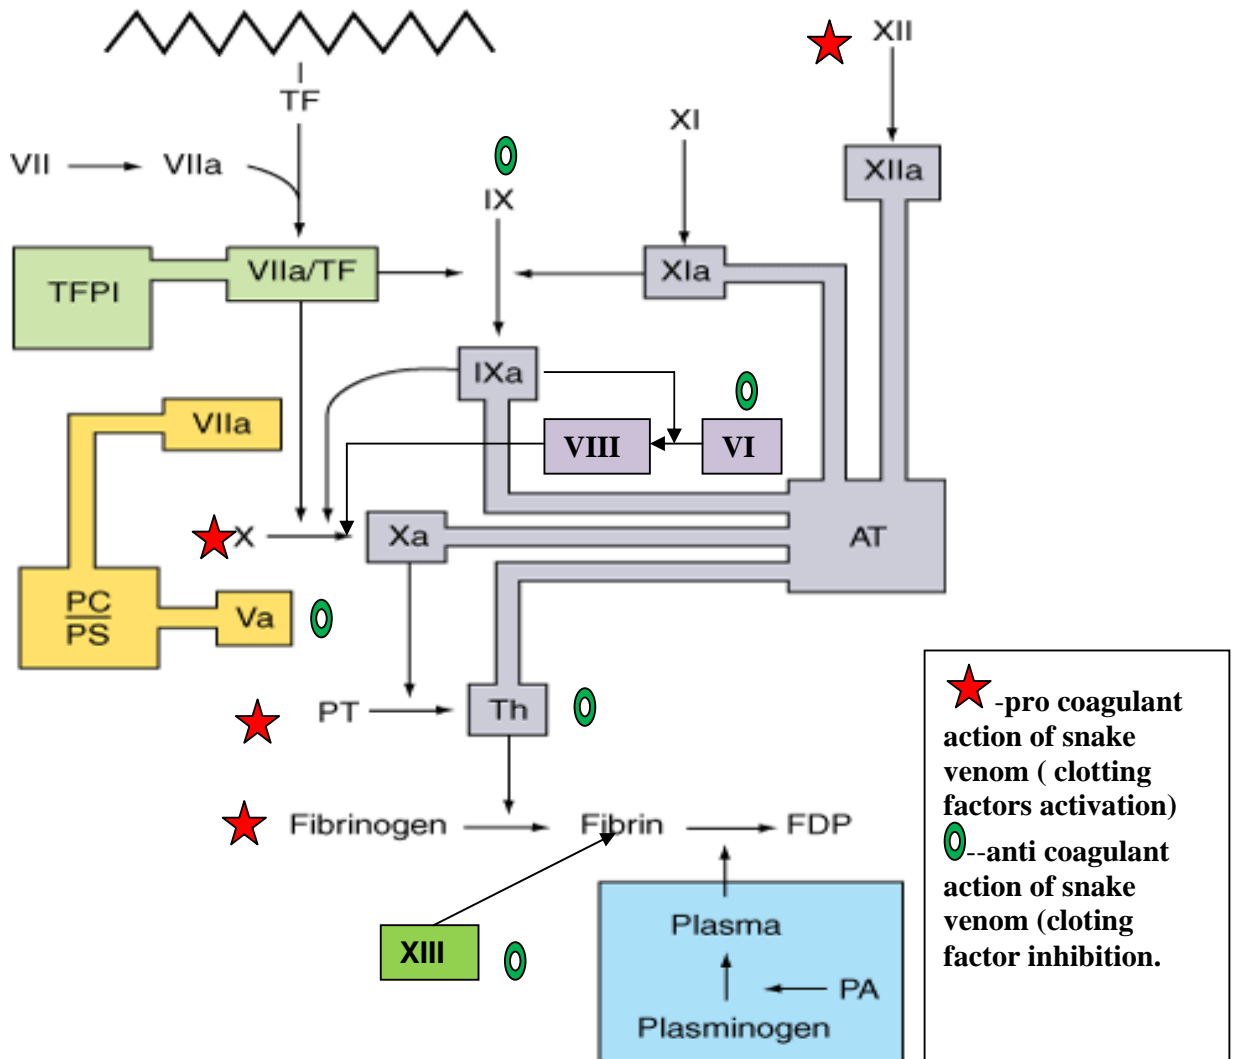 XII
TF
XI
VII
VIIa
XIIa
IX
TFPI
VIIa/TF
XIa
IXa
VIIa
VIII
VI
X
Xa
AT
PC
PS
Va
PT
Th
Fibrinogen
Fibrin
FDP
XIII
Plasma
PA
Plasminogen
-pro coagulant
action of snake
venom ( clotting
factors activation)
--anti coagulant
action of snake
venom (cloting
factor inhibition.